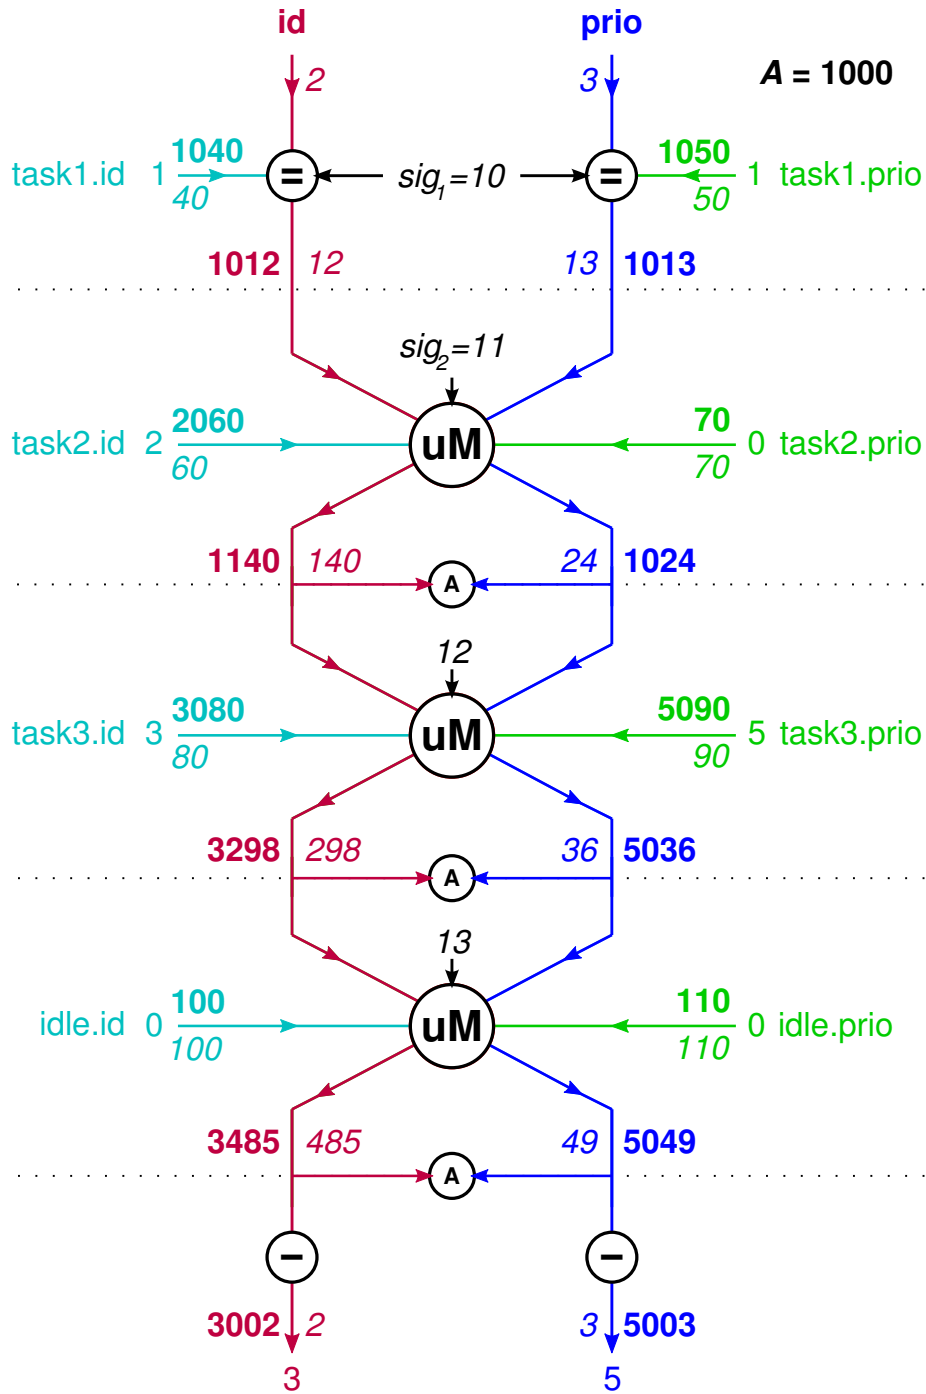 id prio
2 3 A = 1000
task1.id 1 1040 = sig1=10 = 1050 1 task1.prio
40 50
1012 12 13 1013
sig2=11
task2.id 2 2060 uM 70 0 task2.prio
60 70
1140 140 24 1024
A
12
task3.id 3 3080 uM 5090 5 task3.prio
80 90
3298 298 36 5036
A
13
idle.id 0 100 uM 110 0 idle.prio
100 110
3485 485 49 5049
A
− −
3002 2 3 5003
3 5